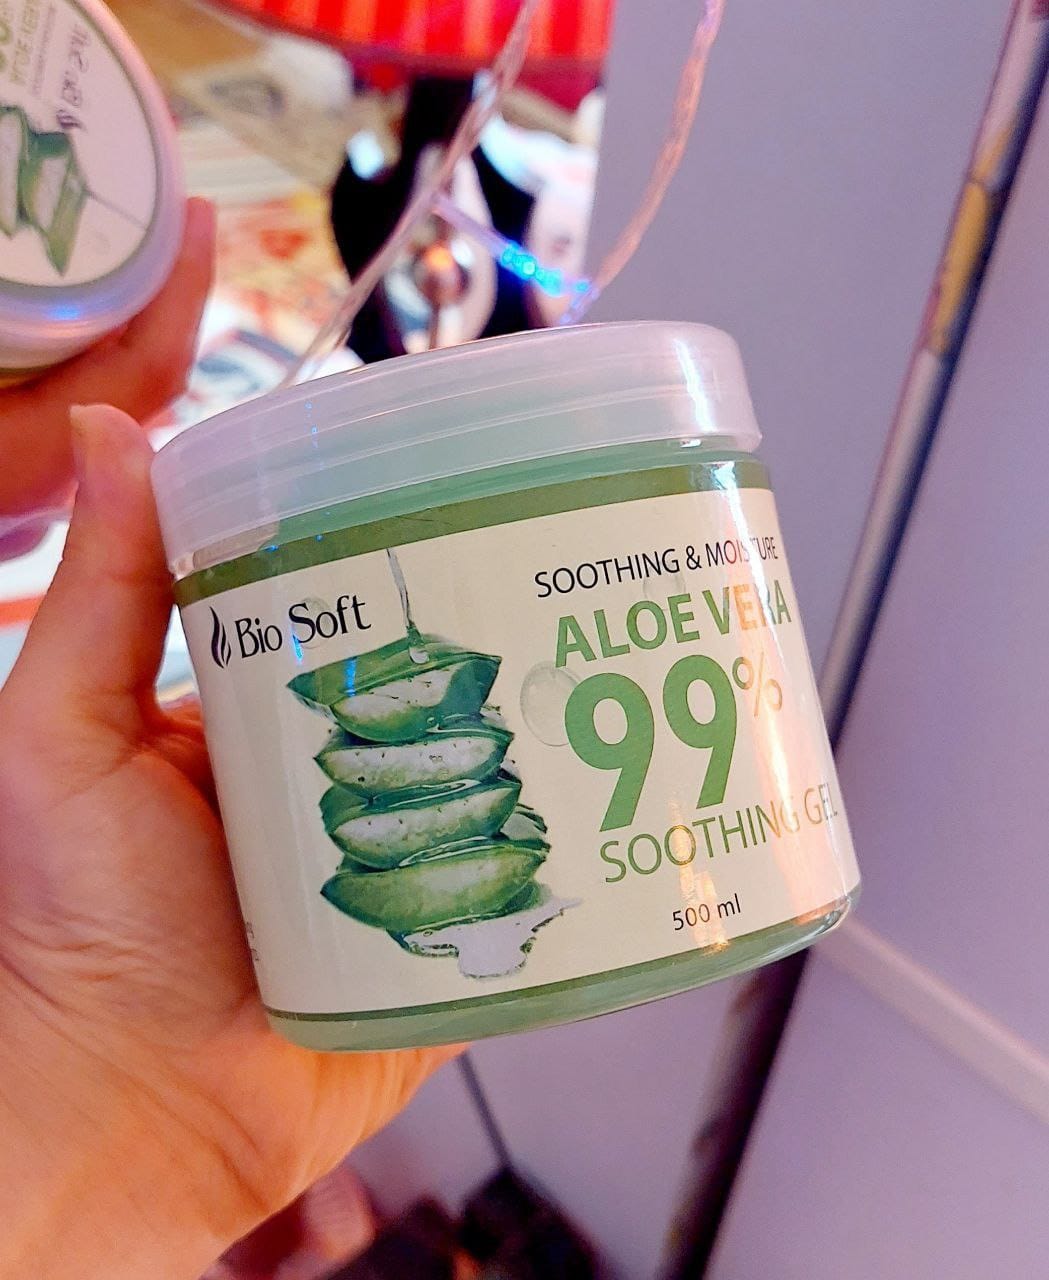 Bio Soft
SOOTHING & MOISTURE
ALOE VERA
99%
SOOTHING GEL
500 ml